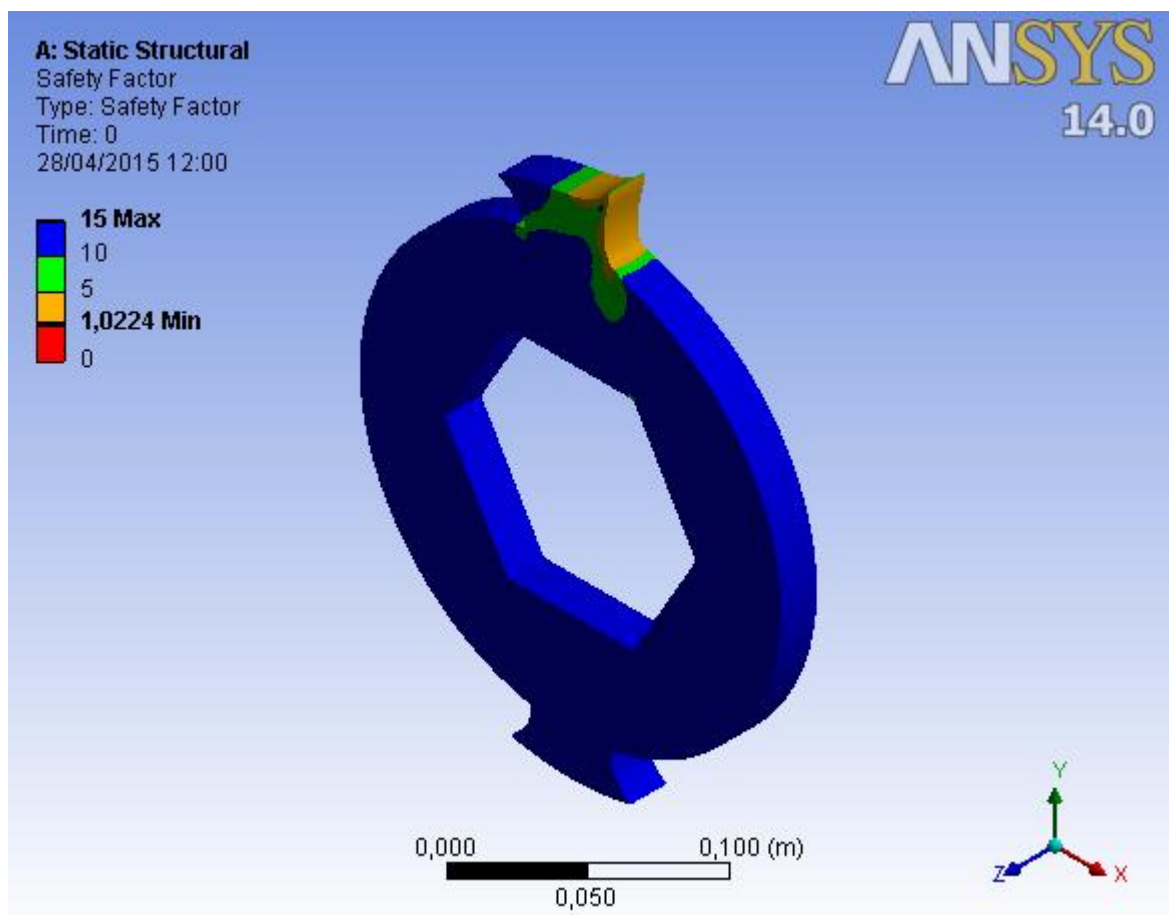 A: Static Structural
Safety Factor
Type: Safety Factor
Time: 0
28/04/2015 12:00
ANSYS
14.0
15 Max
10
5
1,0224 Min
0
0,000
0,100 (m)
0,050
Y
Z
X